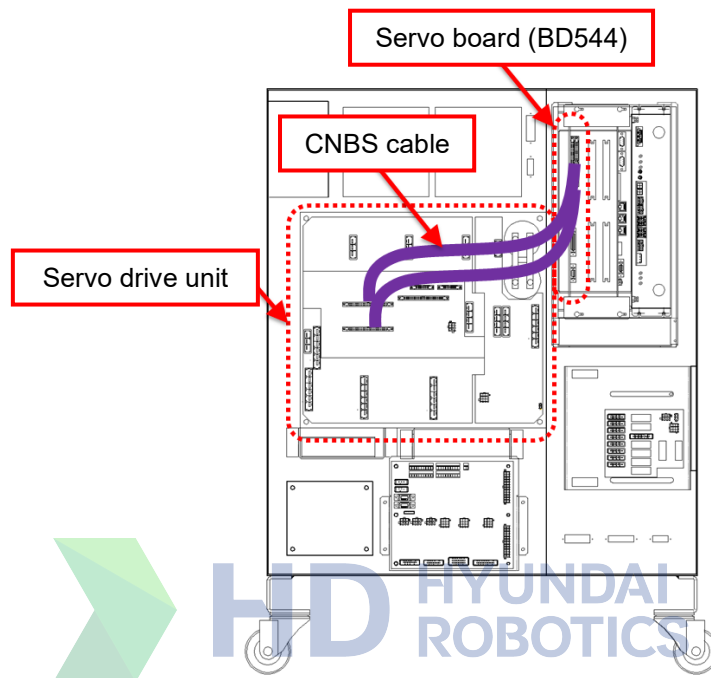 Servo board (BD544)
CNBS cable
Servo drive unit
HD HYUNDAI
ROBOTICS